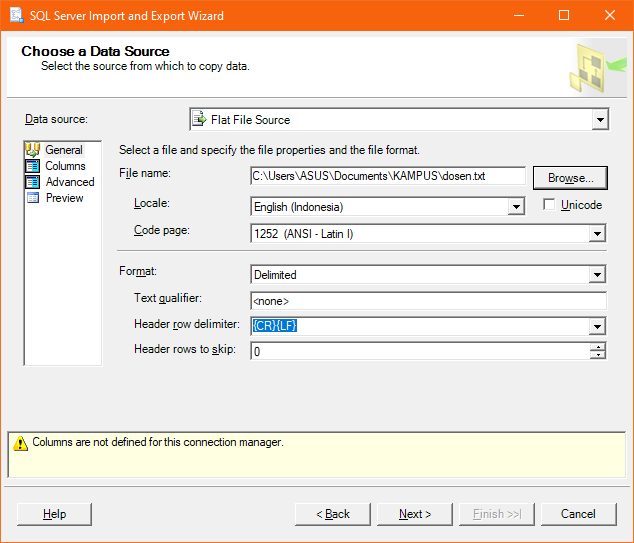 SQL Server Import and Export Wizard
Choose a Data Source
Select the source from which to copy data.
Data source: Flat File Source
General
Columns
Advanced
Preview
Select a file and specify the file properties and the file format.
File name: C:\Users\ASUS\Documents\KAMPUS\dosen.txt Browse...
Locale: English (Indonesia) Unicode
Code page: 1252 (ANSI - Latin I)
Format: Delimited
Text qualifier: <none>
Header row delimiter: {CR}{LF}
Header rows to skip: 0
Columns are not defined for this connection manager.
Help < Back Next > Finish >>| Cancel